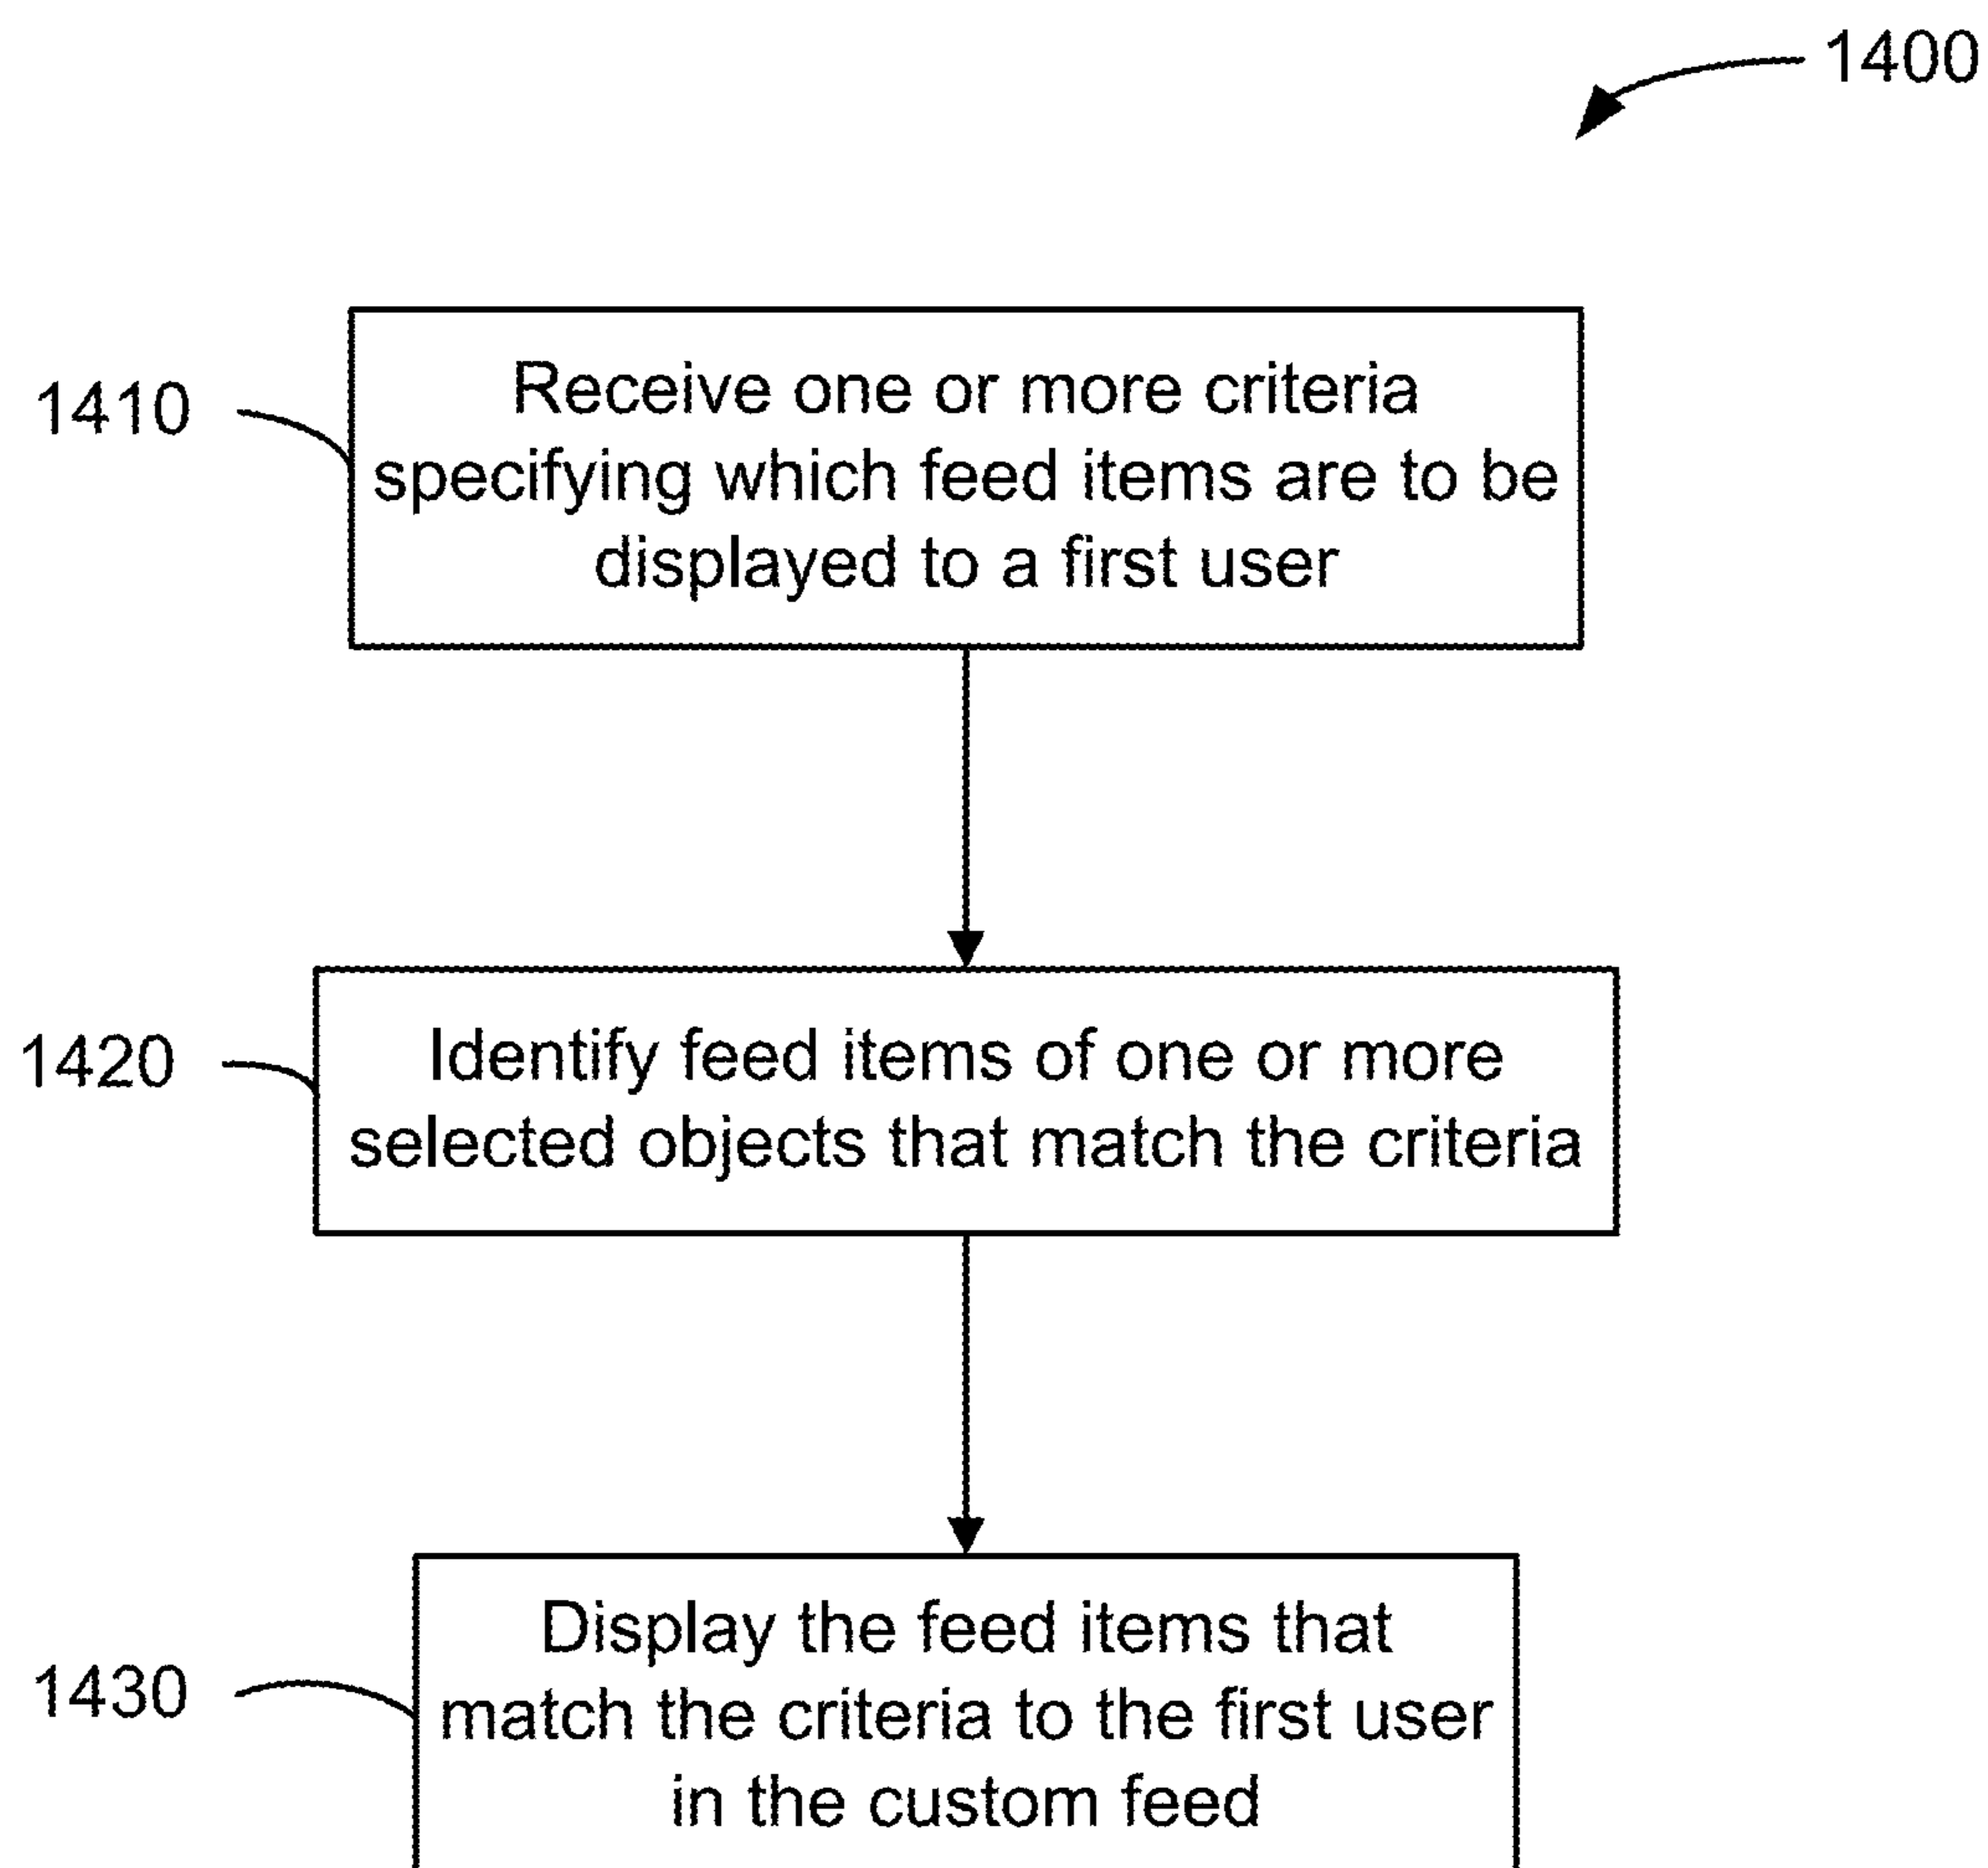 1400
1410
Receive one or more criteria
specifying which feed items are to be
displayed to a first user
1420
Identify feed items of one or more
selected objects that match the criteria
1430
Display the feed items that
match the criteria to the first user
in the custom feed